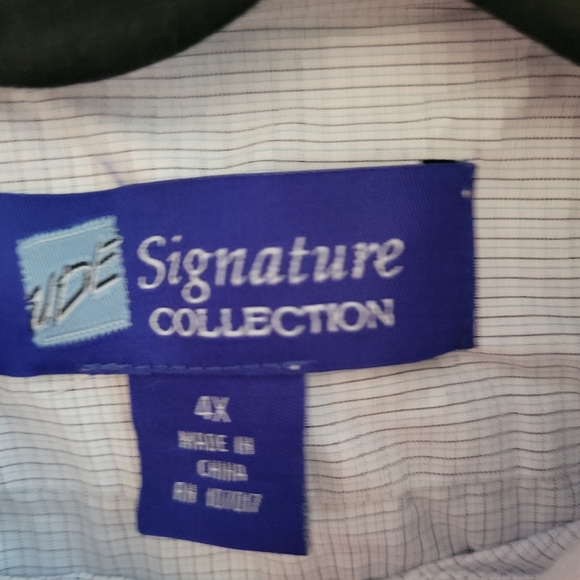 Signature
COLLECTION
4X
MADE IN
CHINA